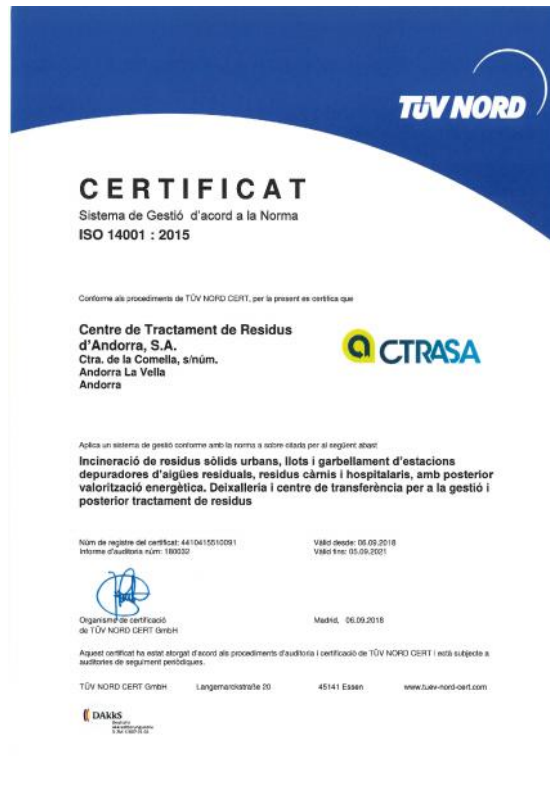 TÜV NORD
CERTIFICAT
Sistema de Gestió d'acord a la Norma
ISO 14001 : 2015
Conforme als procediments de TÜV NORD CERT, per la present es certifica que
Centre de Tractament de Residus
d'Andorra, S.A.
Ctra. de la Comella, s/núm.
Andorra La Vella
Andorra
CTRASA
Aplica un sistema de gestió conforme amb la norma a sobre citada per al següent abast
Incineració de residus sòlids urbans, llots i garbellament d'estacions
depuradores d'aigües residuals, residus càrnis i hospitalaris, amb posterior
valorització energètica. Deixalleria i centre de transferència per a la gestió i
posterior tractament de residus
Núm de registre del certificat: 4410415510091
Informe d'auditoria núm: 180032
Vàlid desde: 06.09.2018
Vàlid fins: 05.09.2021
Organisme de certificació
de TÜV NORD CERT GmbH
Madrid, 06.09.2018
Aquest certificat ha estat atorgat d'acord als procediments d'auditoria i certificació de TÜV NORD CERT i està subjecte a
auditories de seguiment periòdiques.
TÜV NORD CERT GmbH Langemarckstraße 20 45141 Essen www.tuev-nord-cert.com
DAkkS